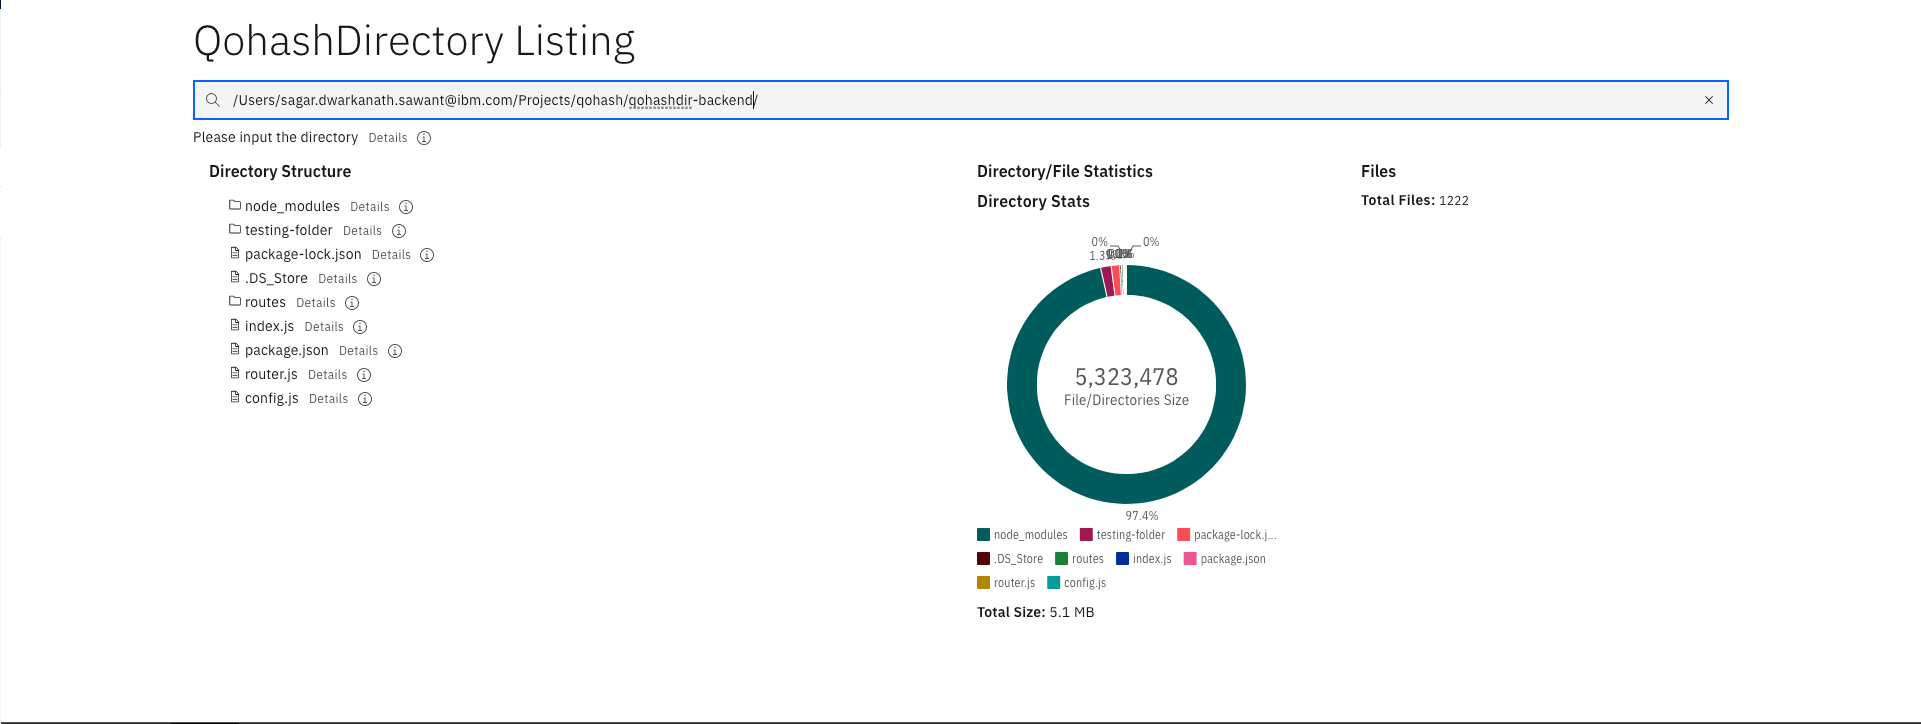 QohashDirectory Listing
/Users/sagar.dwarkanath.sawant@ibm.com/Projects/qohash/qohashdir-backend/
Please input the directory Details
Directory Structure
node_modules Details
testing-folder Details
package-lock.json Details
.DS_Store Details
routes Details
index.js Details
package.json Details
router.js Details
config.js Details
Directory/File Statistics
Directory Stats
0% 0%
5,323,478
File/Directories Size
97.4%
node_modules testing-folder package-lock.j...
.DS_Store routes index.js package.json
router.js config.js
Total Size: 5.1 MB
Files
Total Files: 1222